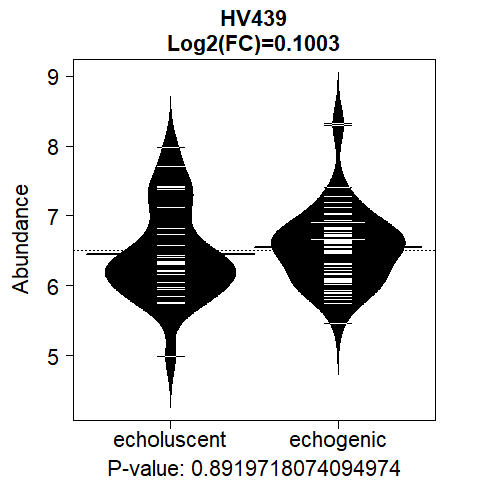 HV439
Log2(FC)=0.1003
Abundance
9
8
7
6
5
echoluscent
echogenic
P-value: 0.8919718074094974